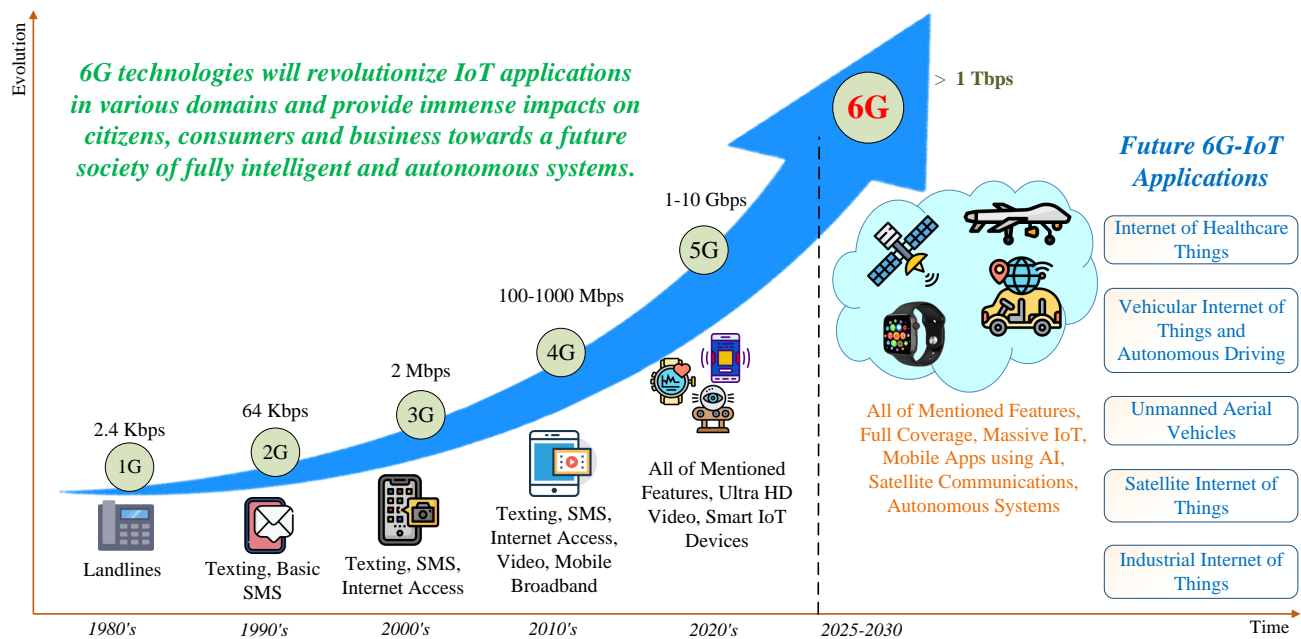 Evolution
6G technologies will revolutionize IoT applications
in various domains and provide immense impacts on
citizens, consumers and business towards a future
society of fully intelligent and autonomous systems.
6G
> 1 Tbps
1-10 Gbps
5G
100-1000 Mbps
4G
2 Mbps
3G
64 Kbps
2G
2.4 Kbps
1G
Landlines
Texting, Basic
SMS
Texting, SMS,
Internet Access
Texting, SMS,
Internet Access,
Video, Mobile
Broadband
All of Mentioned
Features, Ultra HD
Video, Smart IoT
Devices
All of Mentioned Features,
Full Coverage, Massive IoT,
Mobile Apps using AI,
Satellite Communications,
Autonomous Systems
Future 6G-IoT
Applications
Internet of Healthcare
Things
Vehicular Internet of
Things and
Autonomous Driving
Unmanned Aerial
Vehicles
Satellite Internet of
Things
Industrial Internet of
Things
1980's
1990's
2000's
2010's
2020's
2025-2030
Time